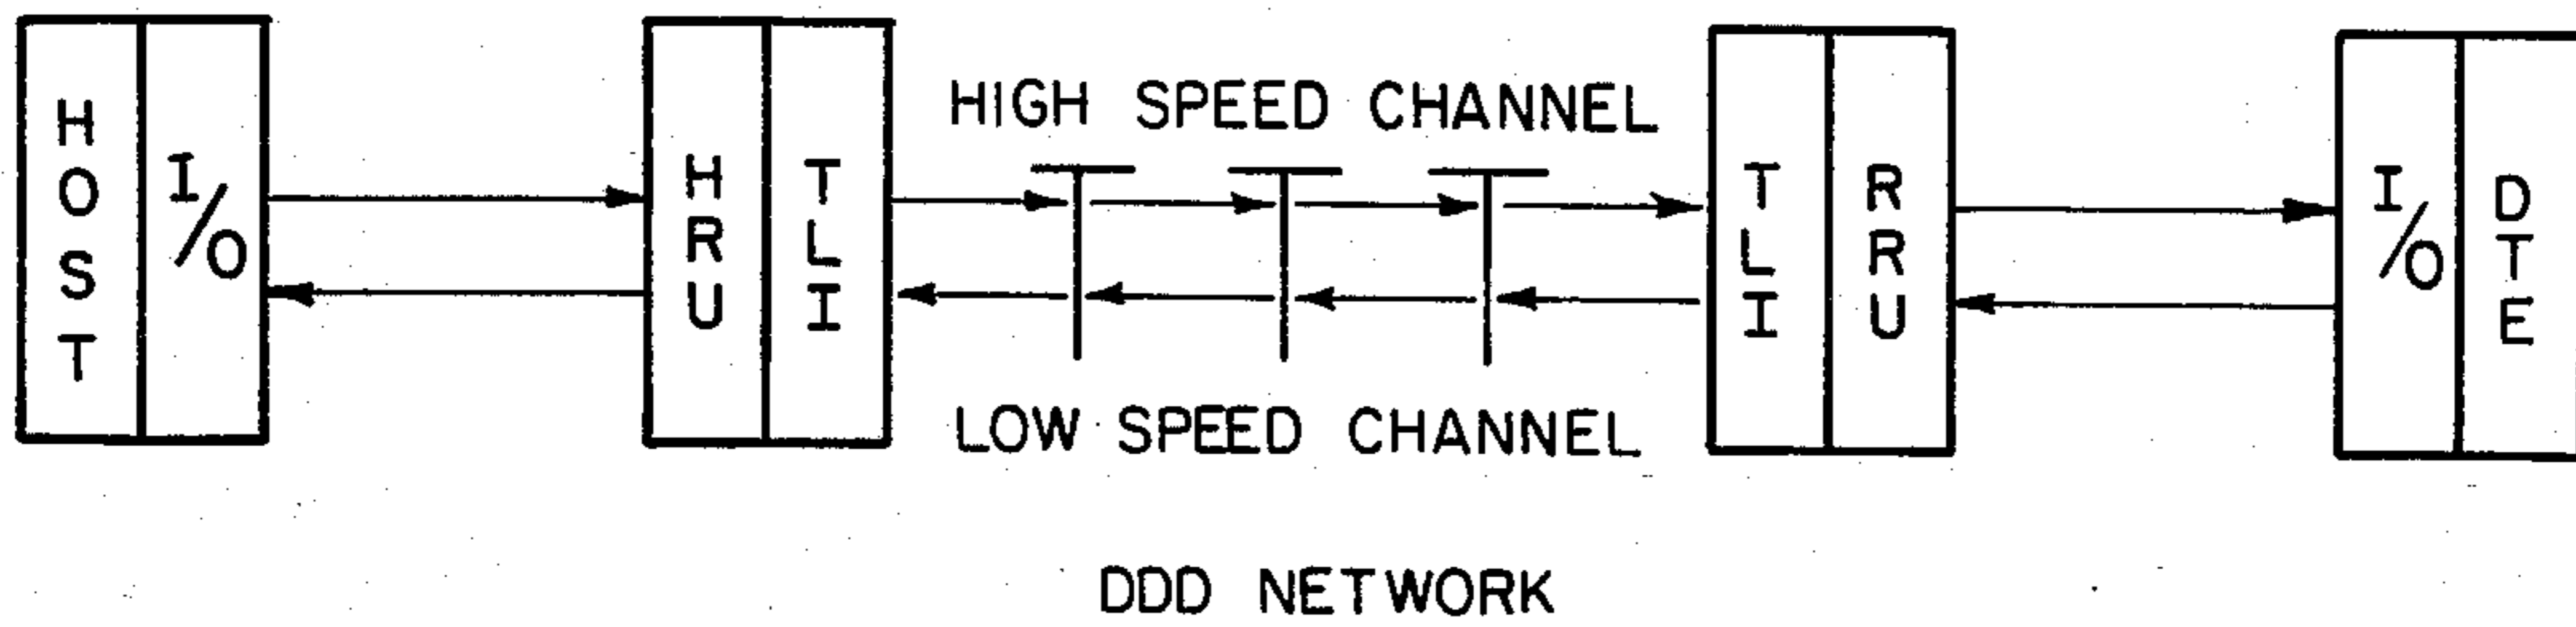 HOST
I/O
HRU
TLI
HIGH SPEED CHANNEL
LOW SPEED CHANNEL
TLI
RRU
I/O
DTE
DDD NETWORK